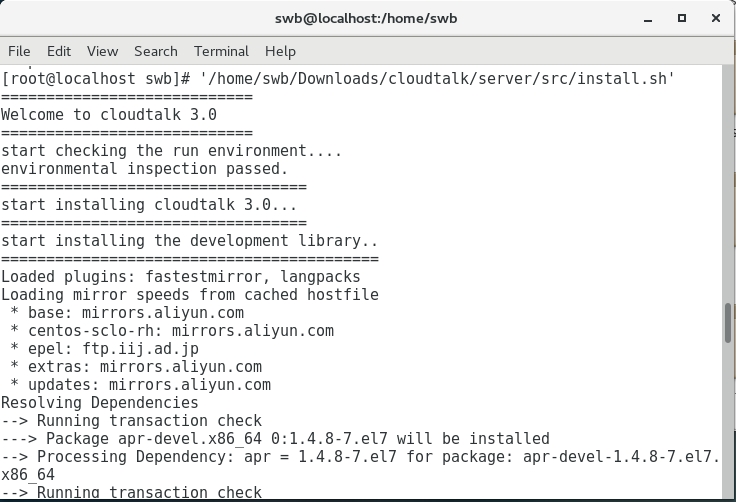 swb@localhost:/home/swb
File Edit View Search Terminal Help
[root@localhost swb]# '/home/swb/Downloads/cloudtalk/server/src/install.sh'
============================
Welcome to cloudtalk 3.0
============================
start checking the run environment....
environmental inspection passed.
==================================
start installing cloudtalk 3.0...
==================================
start installing the development library..
==========================================
Loaded plugins: fastestmirror, langpacks
Loading mirror speeds from cached hostfile
 * base: mirrors.aliyun.com
 * centos-sclo-rh: mirrors.aliyun.com
 * epel: ftp.iij.ad.jp
 * extras: mirrors.aliyun.com
 * updates: mirrors.aliyun.com
Resolving Dependencies
--> Running transaction check
---> Package apr-devel.x86_64 0:1.4.8-7.el7 will be installed
--> Processing Dependency: apr = 1.4.8-7.el7 for package: apr-devel-1.4.8-7.el7.
x86_64
--> Running transaction check